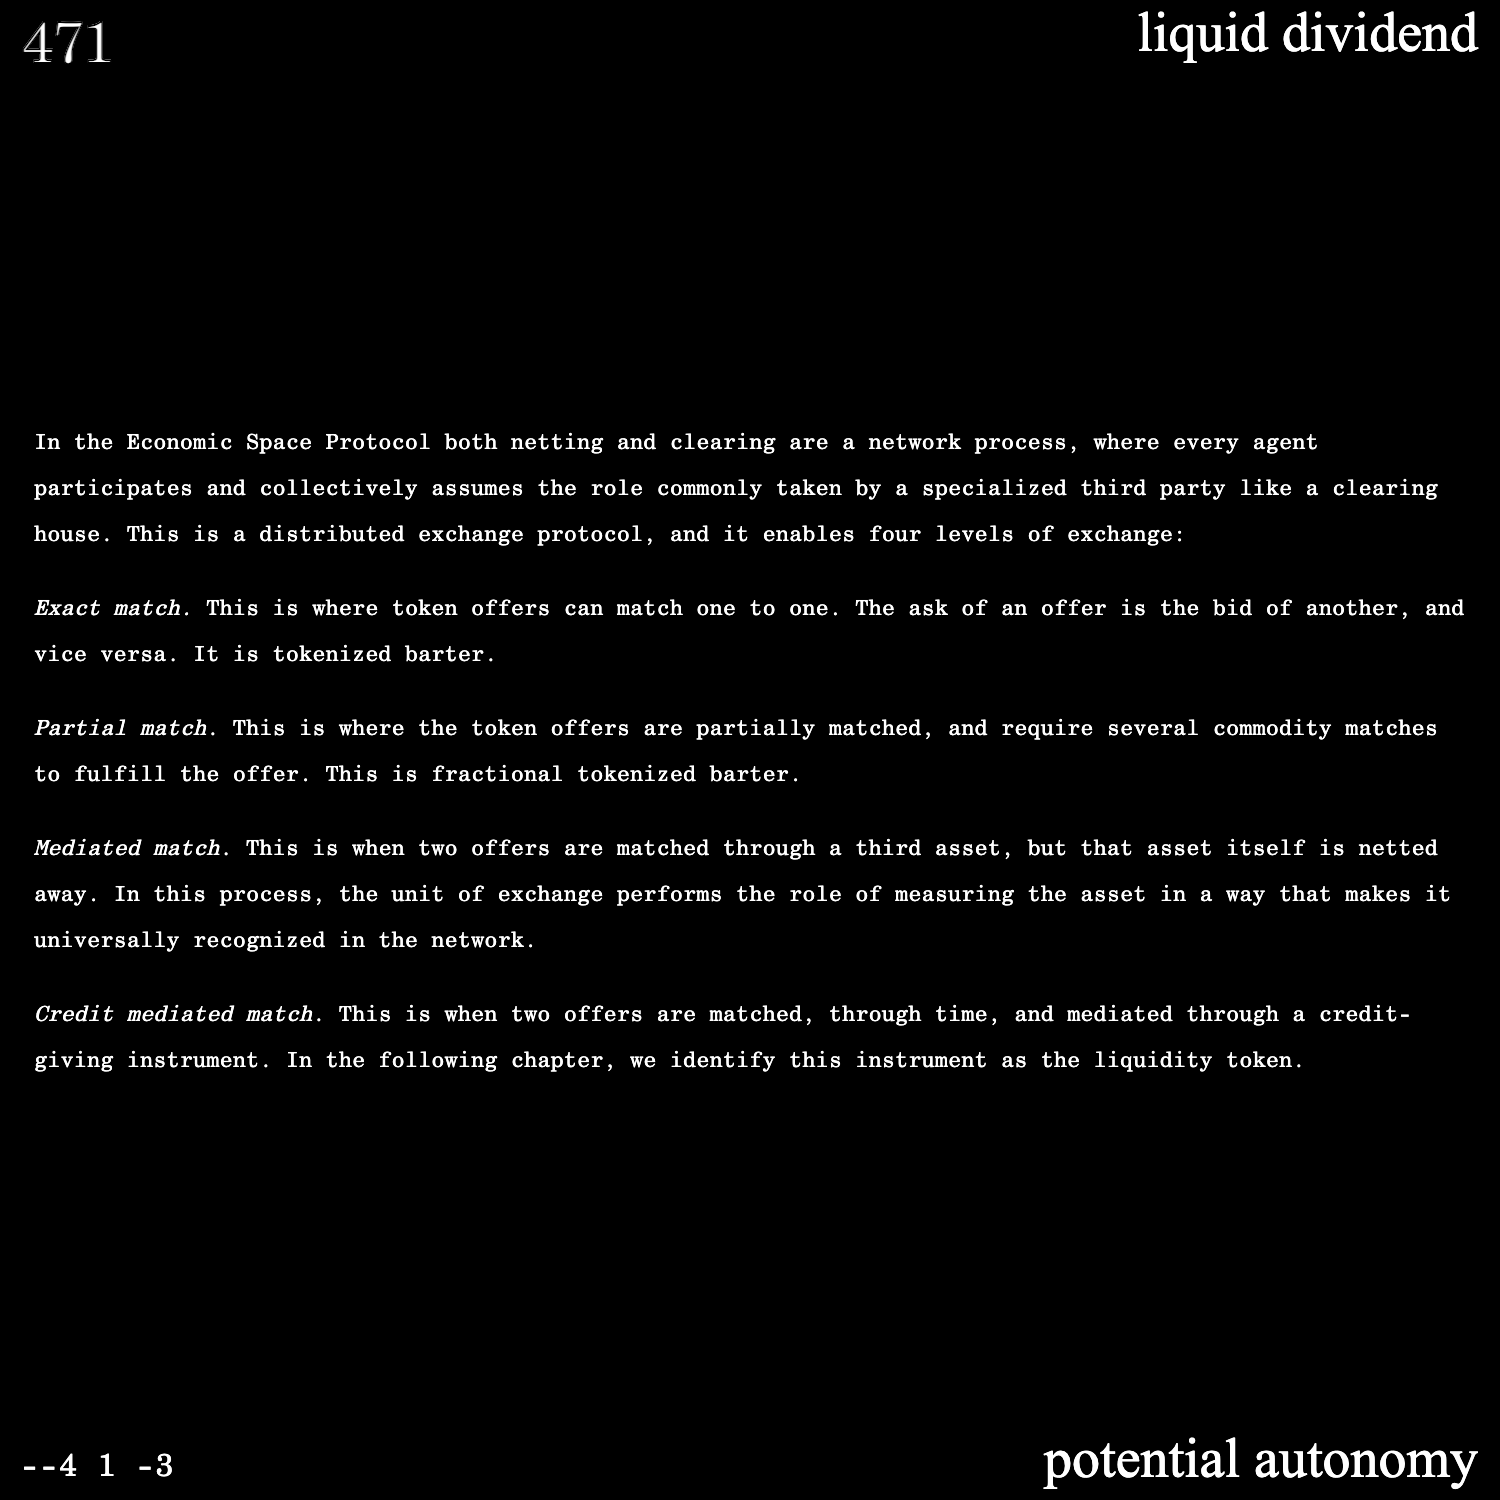 471
liquid dividend
In the Economic Space Protocol both netting and clearing are a network process, where every agent
participates and collectively assumes the role commonly taken by a specialized third party like a clearing
house. This is a distributed exchange protocol, and it enables four levels of exchange:
Exact match. This is where token offers can match one to one. The ask of an offer is the bid of another, and
vice versa. It is tokenized barter.
Partial match. This is where the token offers are partially matched, and require several commodity matches
to fulfill the offer. This is fractional tokenized barter.
Mediated match. This is when two offers are matched through a third asset, but that asset itself is netted
away. In this process, the unit of exchange performs the role of measuring the asset in a way that makes it
universally recognized in the network.
Credit mediated match. This is when two offers are matched, through time, and mediated through a credit-
giving instrument. In the following chapter, we identify this instrument as the liquidity token.
--4 1 -3
potential autonomy